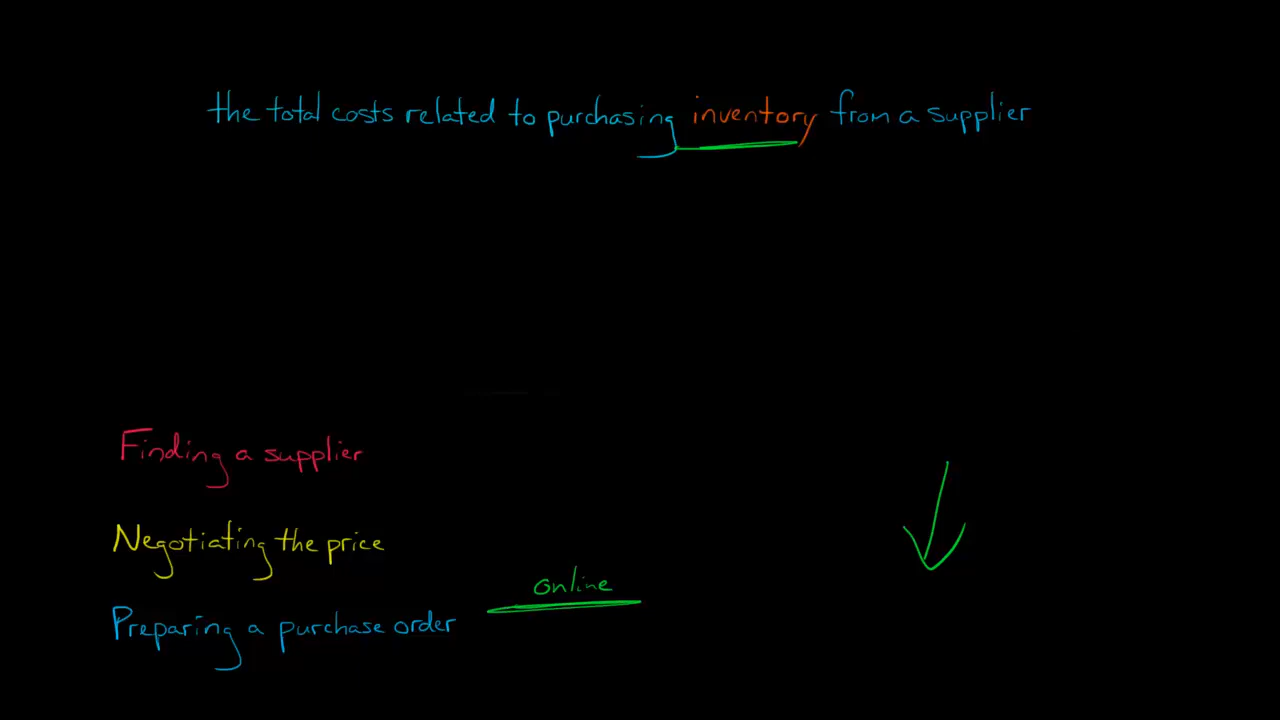 the total costs related to purchasing inventory from a supplier
Finding a supplier
Negotiating the price
online
Preparing a purchase order